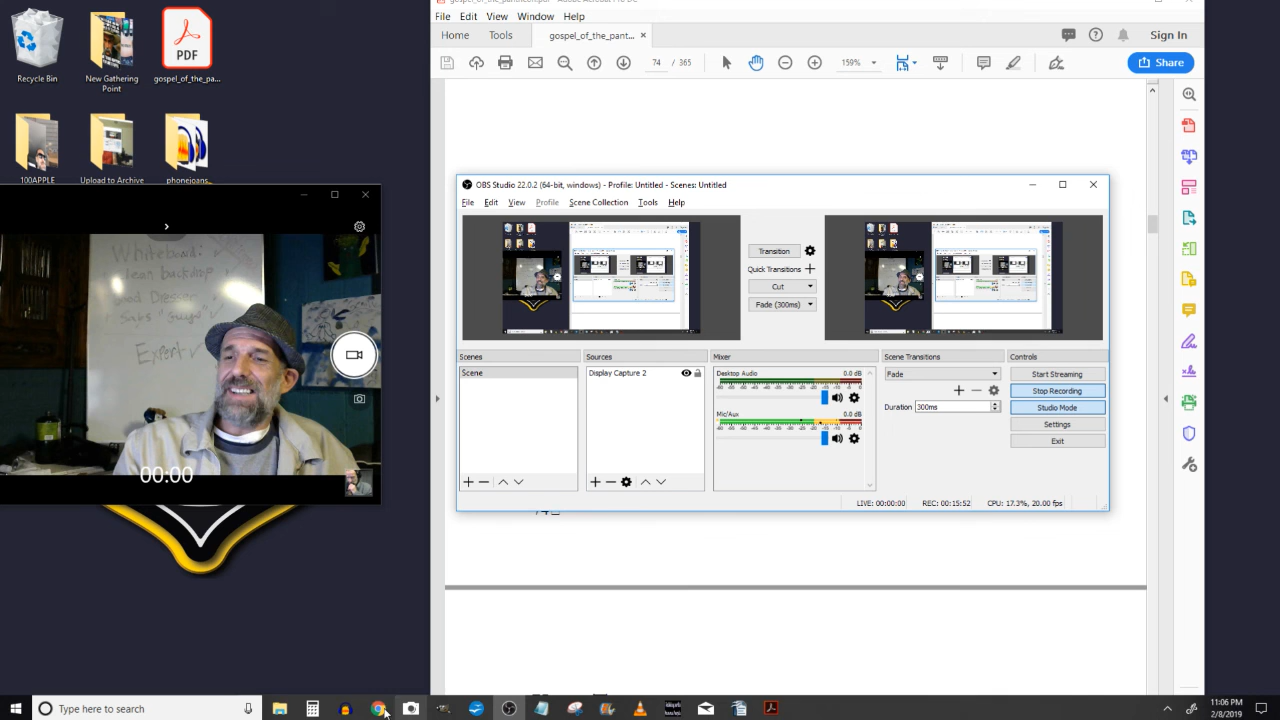 Recycle Bin
New Gathering
Point
gospel_of_the_pa...
PDF
100APPLE
Upload to Archive
phonejoans
File Edit View Window Help
Home Tools gospel_of_the_pant... × Sign In
74 / 365 159% Share
OBS Studio 22.0.2 (64-bit, windows) - Profile: Untitled - Scenes: Untitled
File Edit View Profile Scene Collection Tools Help
Transition
Quick Transitions
Cut
Fade (300ms)
Scenes Sources Mixer Scene Transitions Controls
Scene
Display Capture 2
Desktop Audio 0.0 dB
Mic/Aux 0.0 dB
Fade
Duration 300ms
Start Streaming
Stop Recording
Studio Mode
Settings
Exit
LIVE: 00:00:00 REC: 00:15:52 CPU: 17.3%, 20.00 fps
Whiteboard:
clean backdrop
Good Dresser
Expert
00:00
Type here to search
11:06 PM
2/8/2019